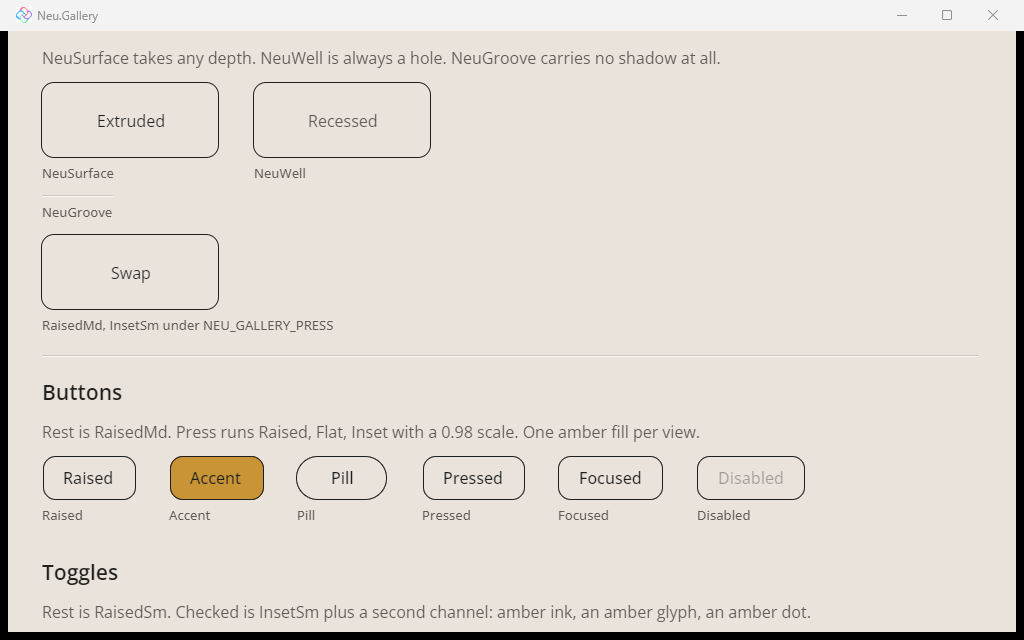 Neu.Gallery
NeuSurface takes any depth. NeuWell is always a hole. NeuGroove carries no shadow at all.
Extruded
Recessed
NeuSurface
NeuWell
NeuGroove
Swap
RaisedMd, InsetSm under NEU_GALLERY_PRESS
Buttons
Rest is RaisedMd. Press runs Raised, Flat, Inset with a 0.98 scale. One amber fill per view.
Raised
Accent
Pill
Pressed
Focused
Disabled
Raised
Accent
Pill
Pressed
Focused
Disabled
Toggles
Rest is RaisedSm. Checked is InsetSm plus a second channel: amber ink, an amber glyph, an amber dot.